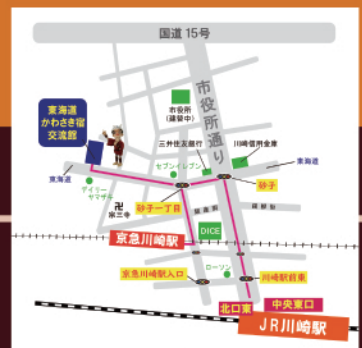 国道15号
市役所
(建替中)
市役所通り
東海道
かわさき宿
交流館
三井住友銀行
川崎信用金庫
セブンイレブン
東海道
東海道
デイリー
ヤマザキ
砂子
卍
宗三寺
砂子一丁目
銀座街
DICE
京急川崎駅
京急川崎駅入口
ローソン
川崎駅前東
北口東
中央東口
JR川崎駅